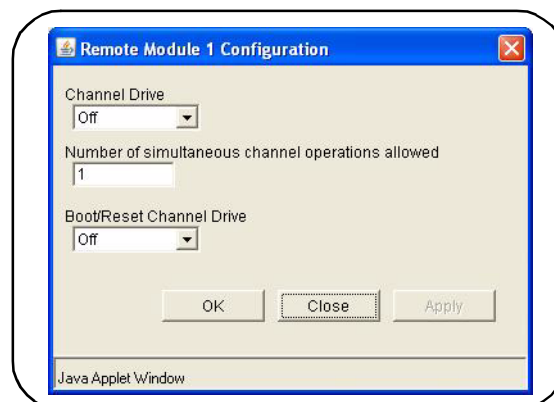 Remote Module 1 Configuration
Channel Drive
Off
Number of simultaneous channel operations allowed
1
Boot/Reset Channel Drive
Off
OK Close Apply
Java Applet Window